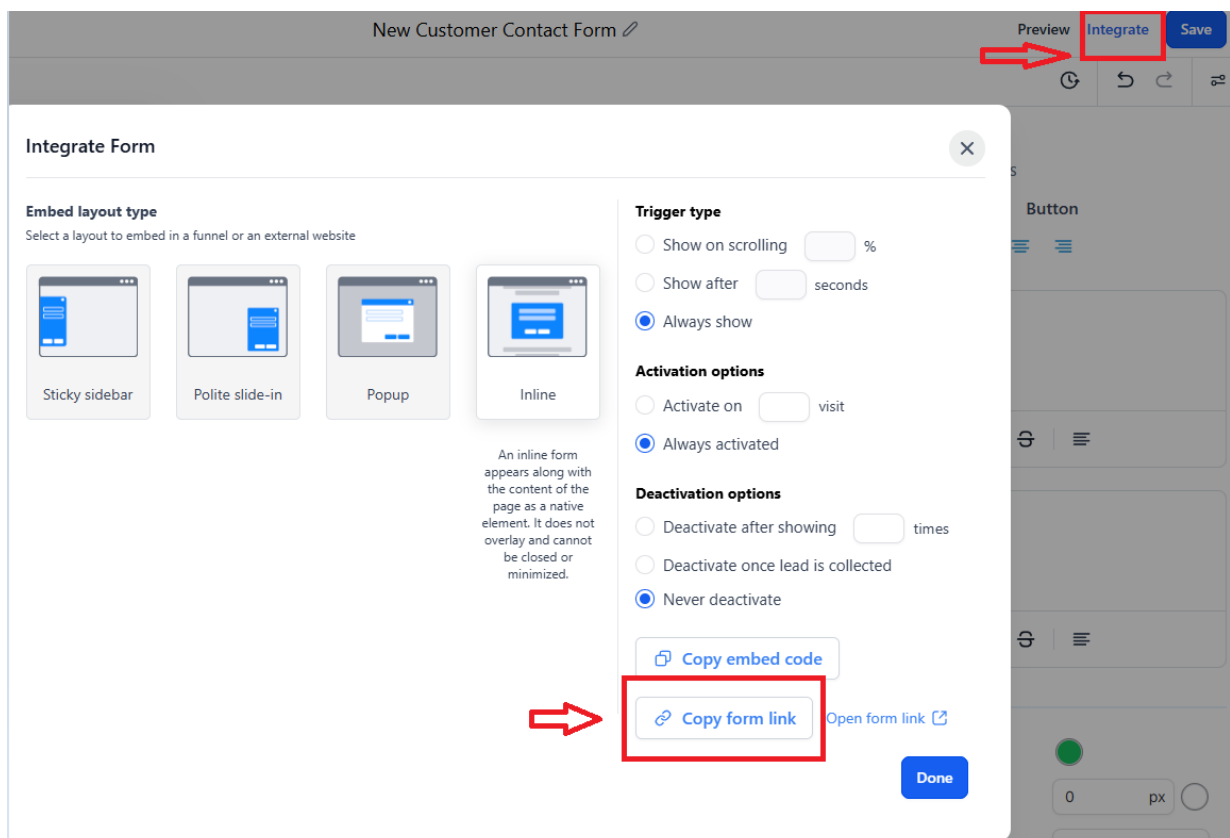 New Customer Contact Form
Preview
Integrate
Save
Integrate Form
Embed layout type
Select a layout to embed in a funnel or an external website
Sticky sidebar
Polite slide-in
Popup
Inline
An inline form
appears along with
the content of the
page as a native
element. It does not
overlay and cannot
be closed or
minimized.
Trigger type
Show on scrolling %
Show after seconds
Always show
Activation options
Activate on visit
Always activated
Deactivation options
Deactivate after showing times
Deactivate once lead is collected
Never deactivate
Copy embed code
Copy form link
Open form link
Done
s
Button
0 px